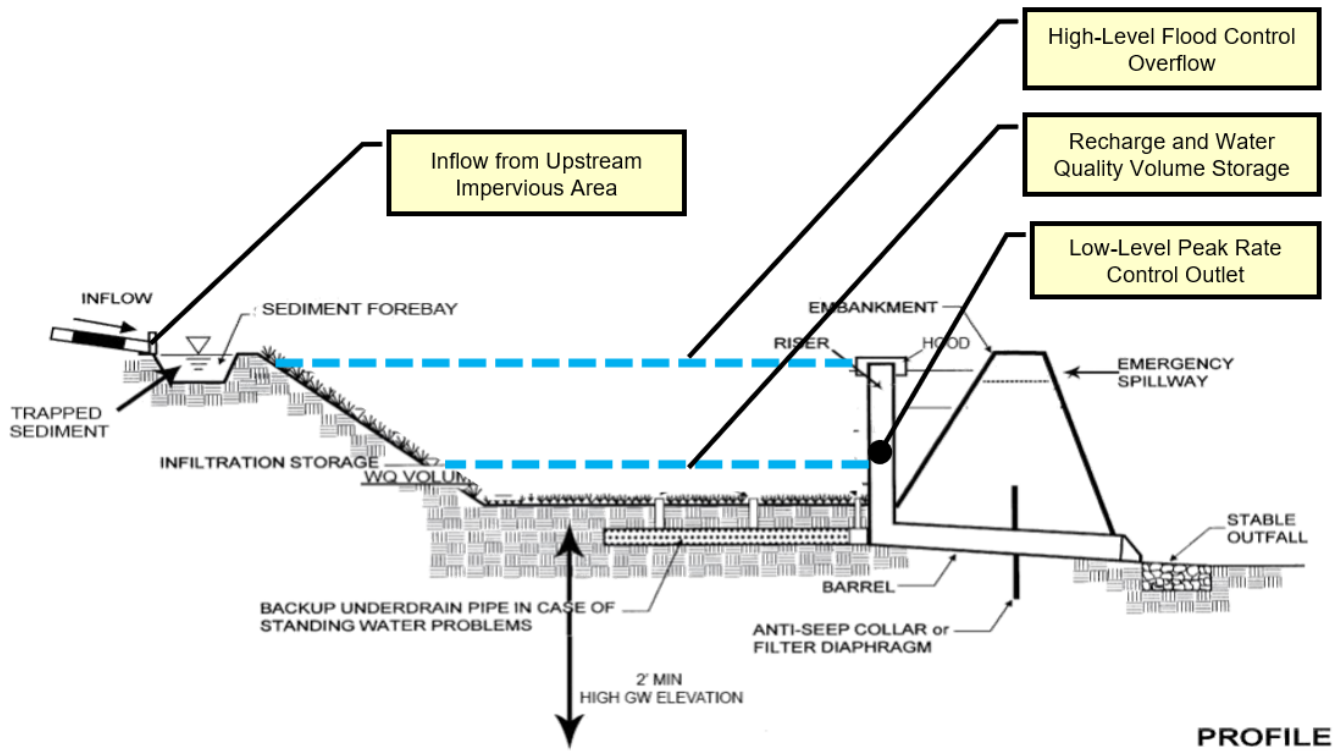 High-Level Flood Control
Overflow
Recharge and Water
Quality Volume Storage
Inflow from Upstream
Impervious Area
Low-Level Peak Rate
Control Outlet
INFLOW
SEDIMENT FOREBAY
EMBANKMENT
RISER
HOOD
EMERGENCY
SPILLWAY
TRAPPED
SEDIMENT
INFILTRATION STORAGE
WQ VOLUM
STABLE
OUTFALL
BARREL
BACKUP UNDERDRAIN PIPE IN CASE OF
STANDING WATER PROBLEMS
ANTI-SEEP COLLAR or
FILTER DIAPHRAGM
2' MIN
HIGH GW ELEVATION
PROFILE